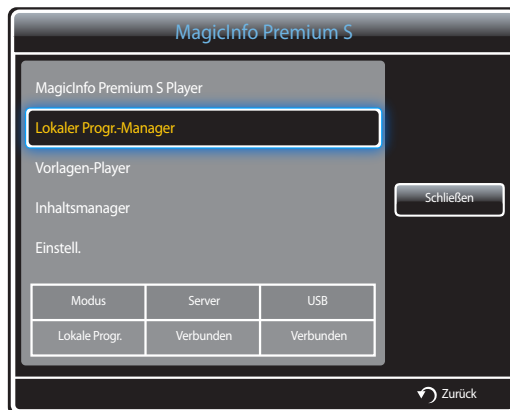 MagicInfo Premium S
MagicInfo Premium S Player
Lokaler Progr.-Manager
Vorlagen-Player
Inhaltsmanager
Einstell.
Schließen
Modus Server USB
Lokale Progr. Verbunden Verbunden
Zurück